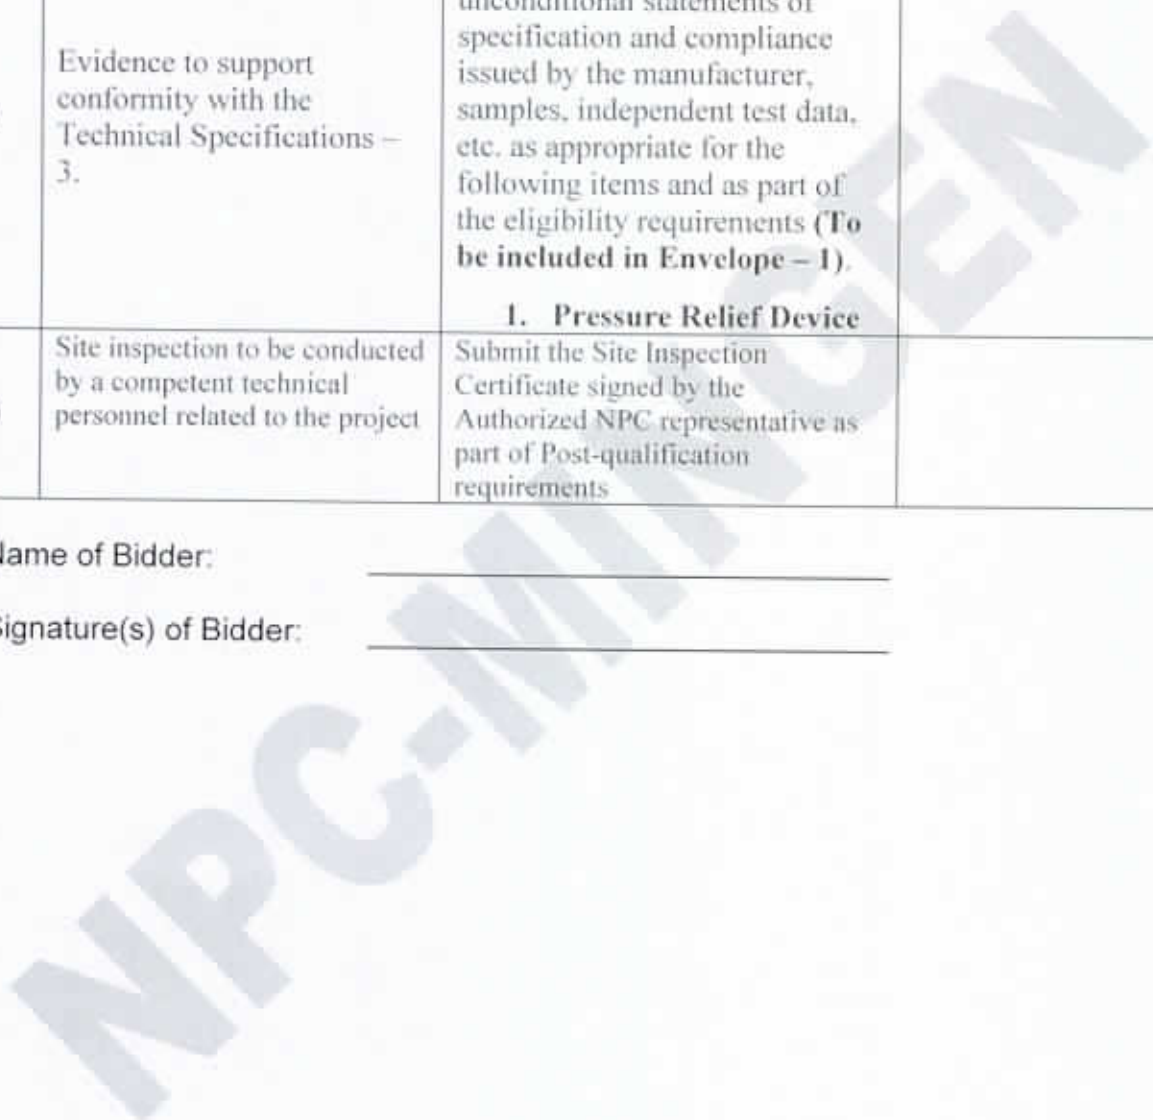 Evidence to support
conformity with the
Technical Specifications –
3.
unconditional statements of
specification and compliance
issued by the manufacturer,
samples, independent test data,
etc. as appropriate for the
following items and as part of
the eligibility requirements (To
be included in Envelope – 1).
1. Pressure Relief Device
Site inspection to be conducted
by a competent technical
personnel related to the project
Submit the Site Inspection
Certificate signed by the
Authorized NPC representative as
part of Post-qualification
requirements
Name of Bidder:
Signature(s) of Bidder:
NPC-MINGEN